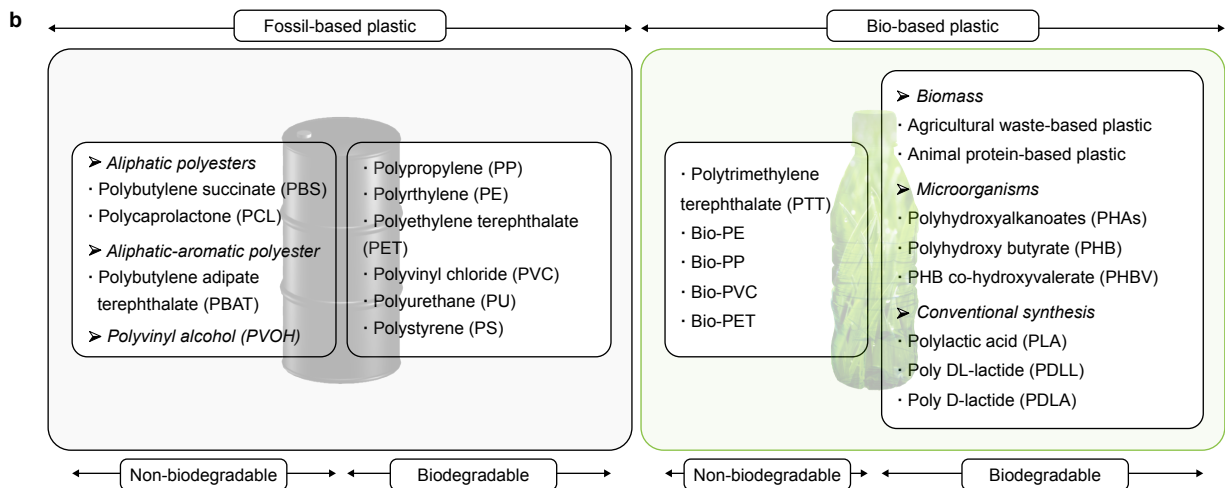 b
Fossil-based plastic
Bio-based plastic
➢ Aliphatic polyesters
· Polybutylene succinate (PBS)
· Polycaprolactone (PCL)
➢ Aliphatic-aromatic polyester
· Polybutylene adipate
terephthalate (PBAT)
➢ Polyvinyl alcohol (PVOH)
· Polypropylene (PP)
· Polyrthylene (PE)
· Polyethylene terephthalate
(PET)
· Polyvinyl chloride (PVC)
· Polyurethane (PU)
· Polystyrene (PS)
· Polytrimethylene
terephthalate (PTT)
· Bio-PE
· Bio-PP
· Bio-PVC
· Bio-PET
➢ Biomass
· Agricultural waste-based plastic
· Animal protein-based plastic
➢ Microorganisms
· Polyhydroxyalkanoates (PHAs)
· Polyhydroxy butyrate (PHB)
· PHB co-hydroxyvalerate (PHBV)
➢ Conventional synthesis
· Polylactic acid (PLA)
· Poly DL-lactide (PDLL)
· Poly D-lactide (PDLA)
Non-biodegradable
Biodegradable
Non-biodegradable
Biodegradable